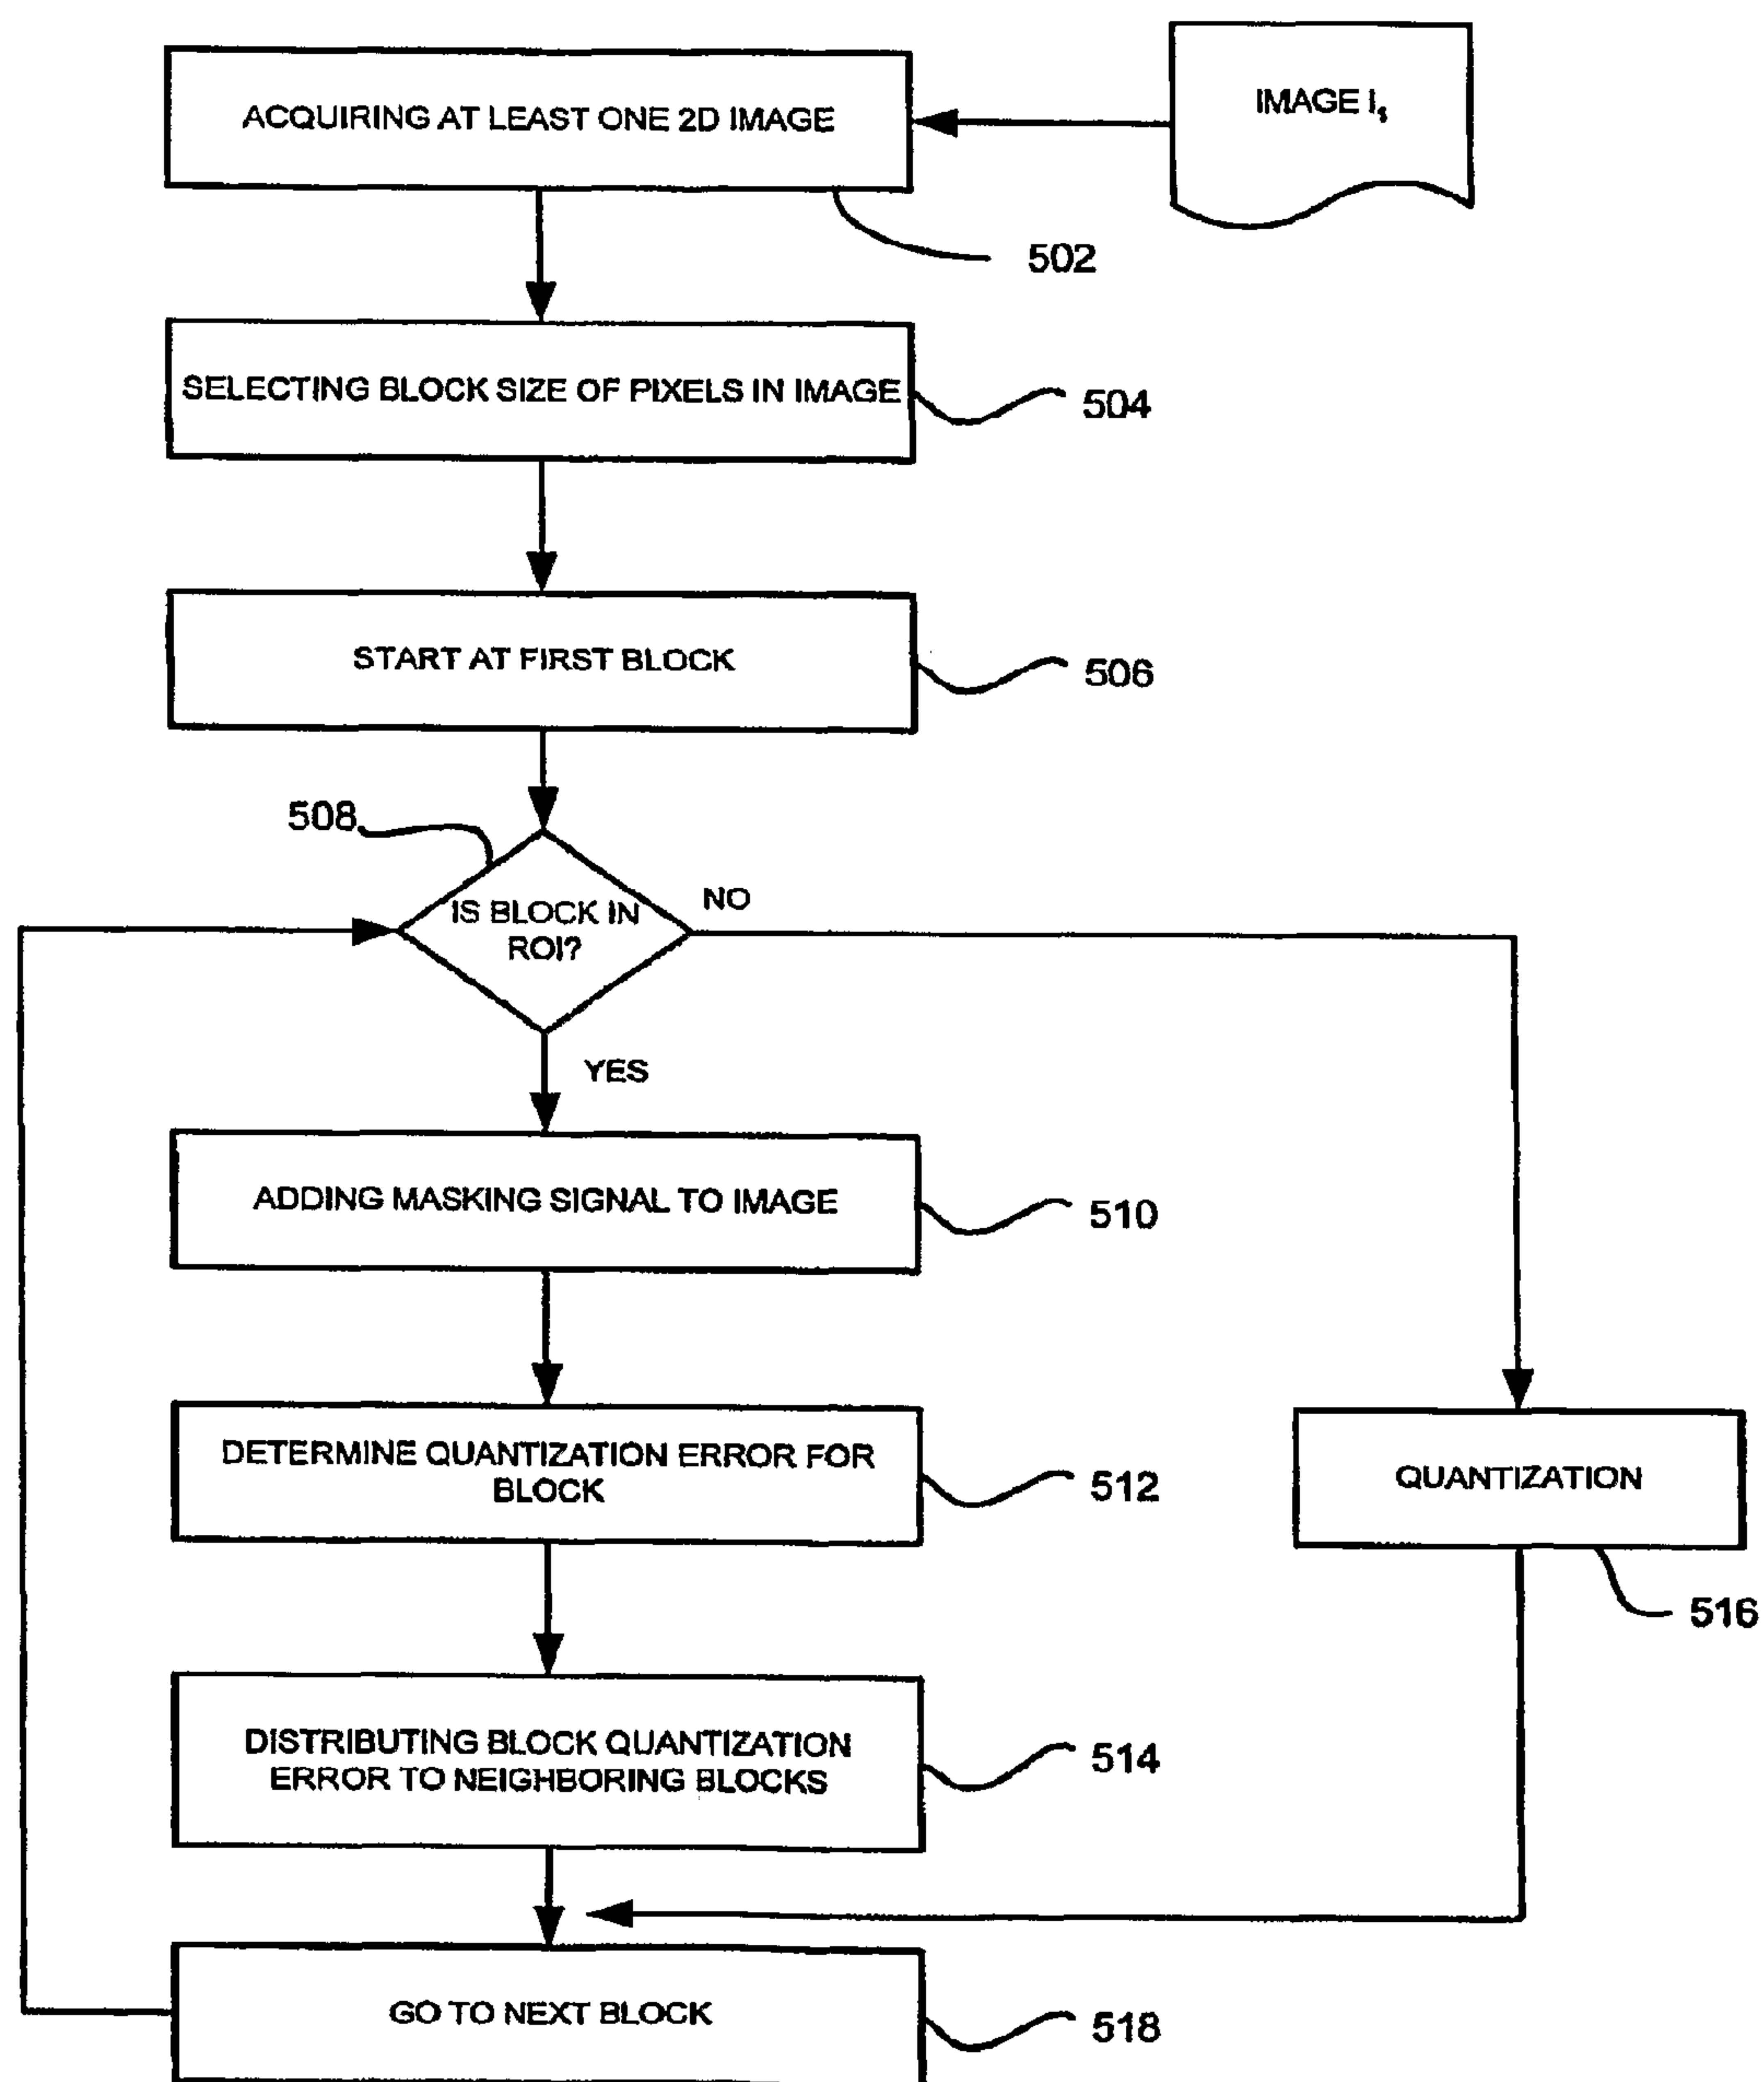 ACQUIRING AT LEAST ONE 2D IMAGE
IMAGE I₁
502
SELECTING BLOCK SIZE OF PIXELS IN IMAGE
504
START AT FIRST BLOCK
506
508
IS BLOCK IN
ROI?
NO
YES
ADDING MASKING SIGNAL TO IMAGE
510
DETERMINE QUANTIZATION ERROR FOR
BLOCK
512
QUANTIZATION
516
DISTRIBUTING BLOCK QUANTIZATION
ERROR TO NEIGHBORING BLOCKS
514
GO TO NEXT BLOCK
518